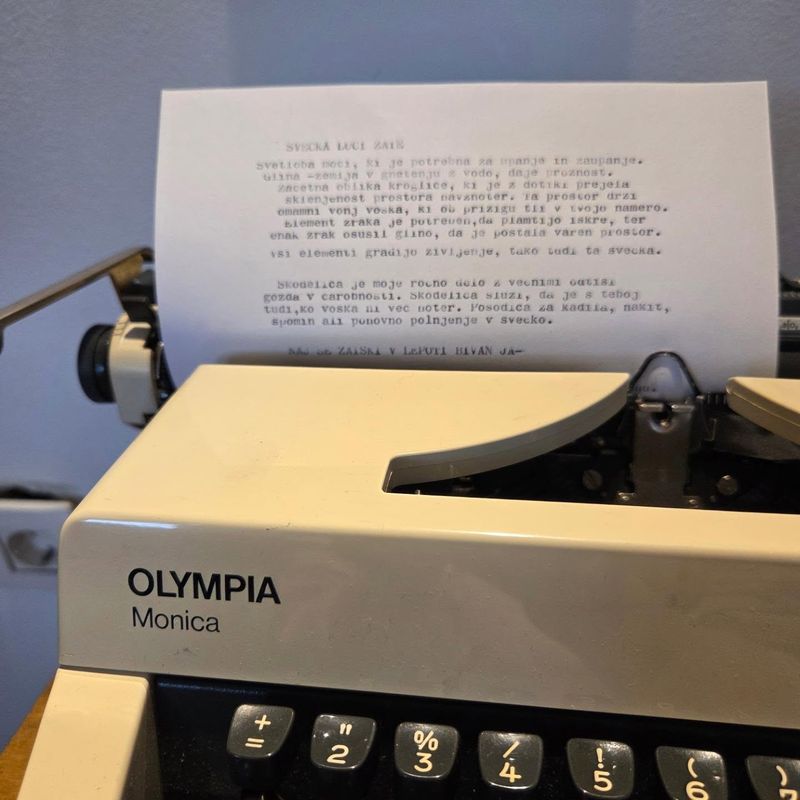 SVECKA LUCI ZATE
Svetloba moci, ki je potrebna za upanje in zaupanje.
Glina -zemija v gnetenju z vodo, daje proznost.
Zacetna oblika kroglice, ki je z dotiki prejela
sklenjenost prostora navznoter. Ta prostor drzi
omamni vonj voska, ki ob prizigu tli v tvojo namero.
Element zraka je potreben,da plamtijo iskre, ter
enak zrak osusil glino, da je postala varen prostor.
Vsi elementi gradijo zivljenje, tako tudi ta svecka.
Skodelica je moje rocno delo z vecnimi odtisi
gozda v carobnosti. Skodelica sluzi, da je s teboj
tudi,ko voska ni vec noter. Posodica za kadila, nakit,
spomin ali ponovno polnjenje v svecko.
NAJ SE ZAISKI V LEPOTI BIVANJA-
OLYMPIA
Monica
+ " % / ! ( )
= 2 3 4 5 6 7